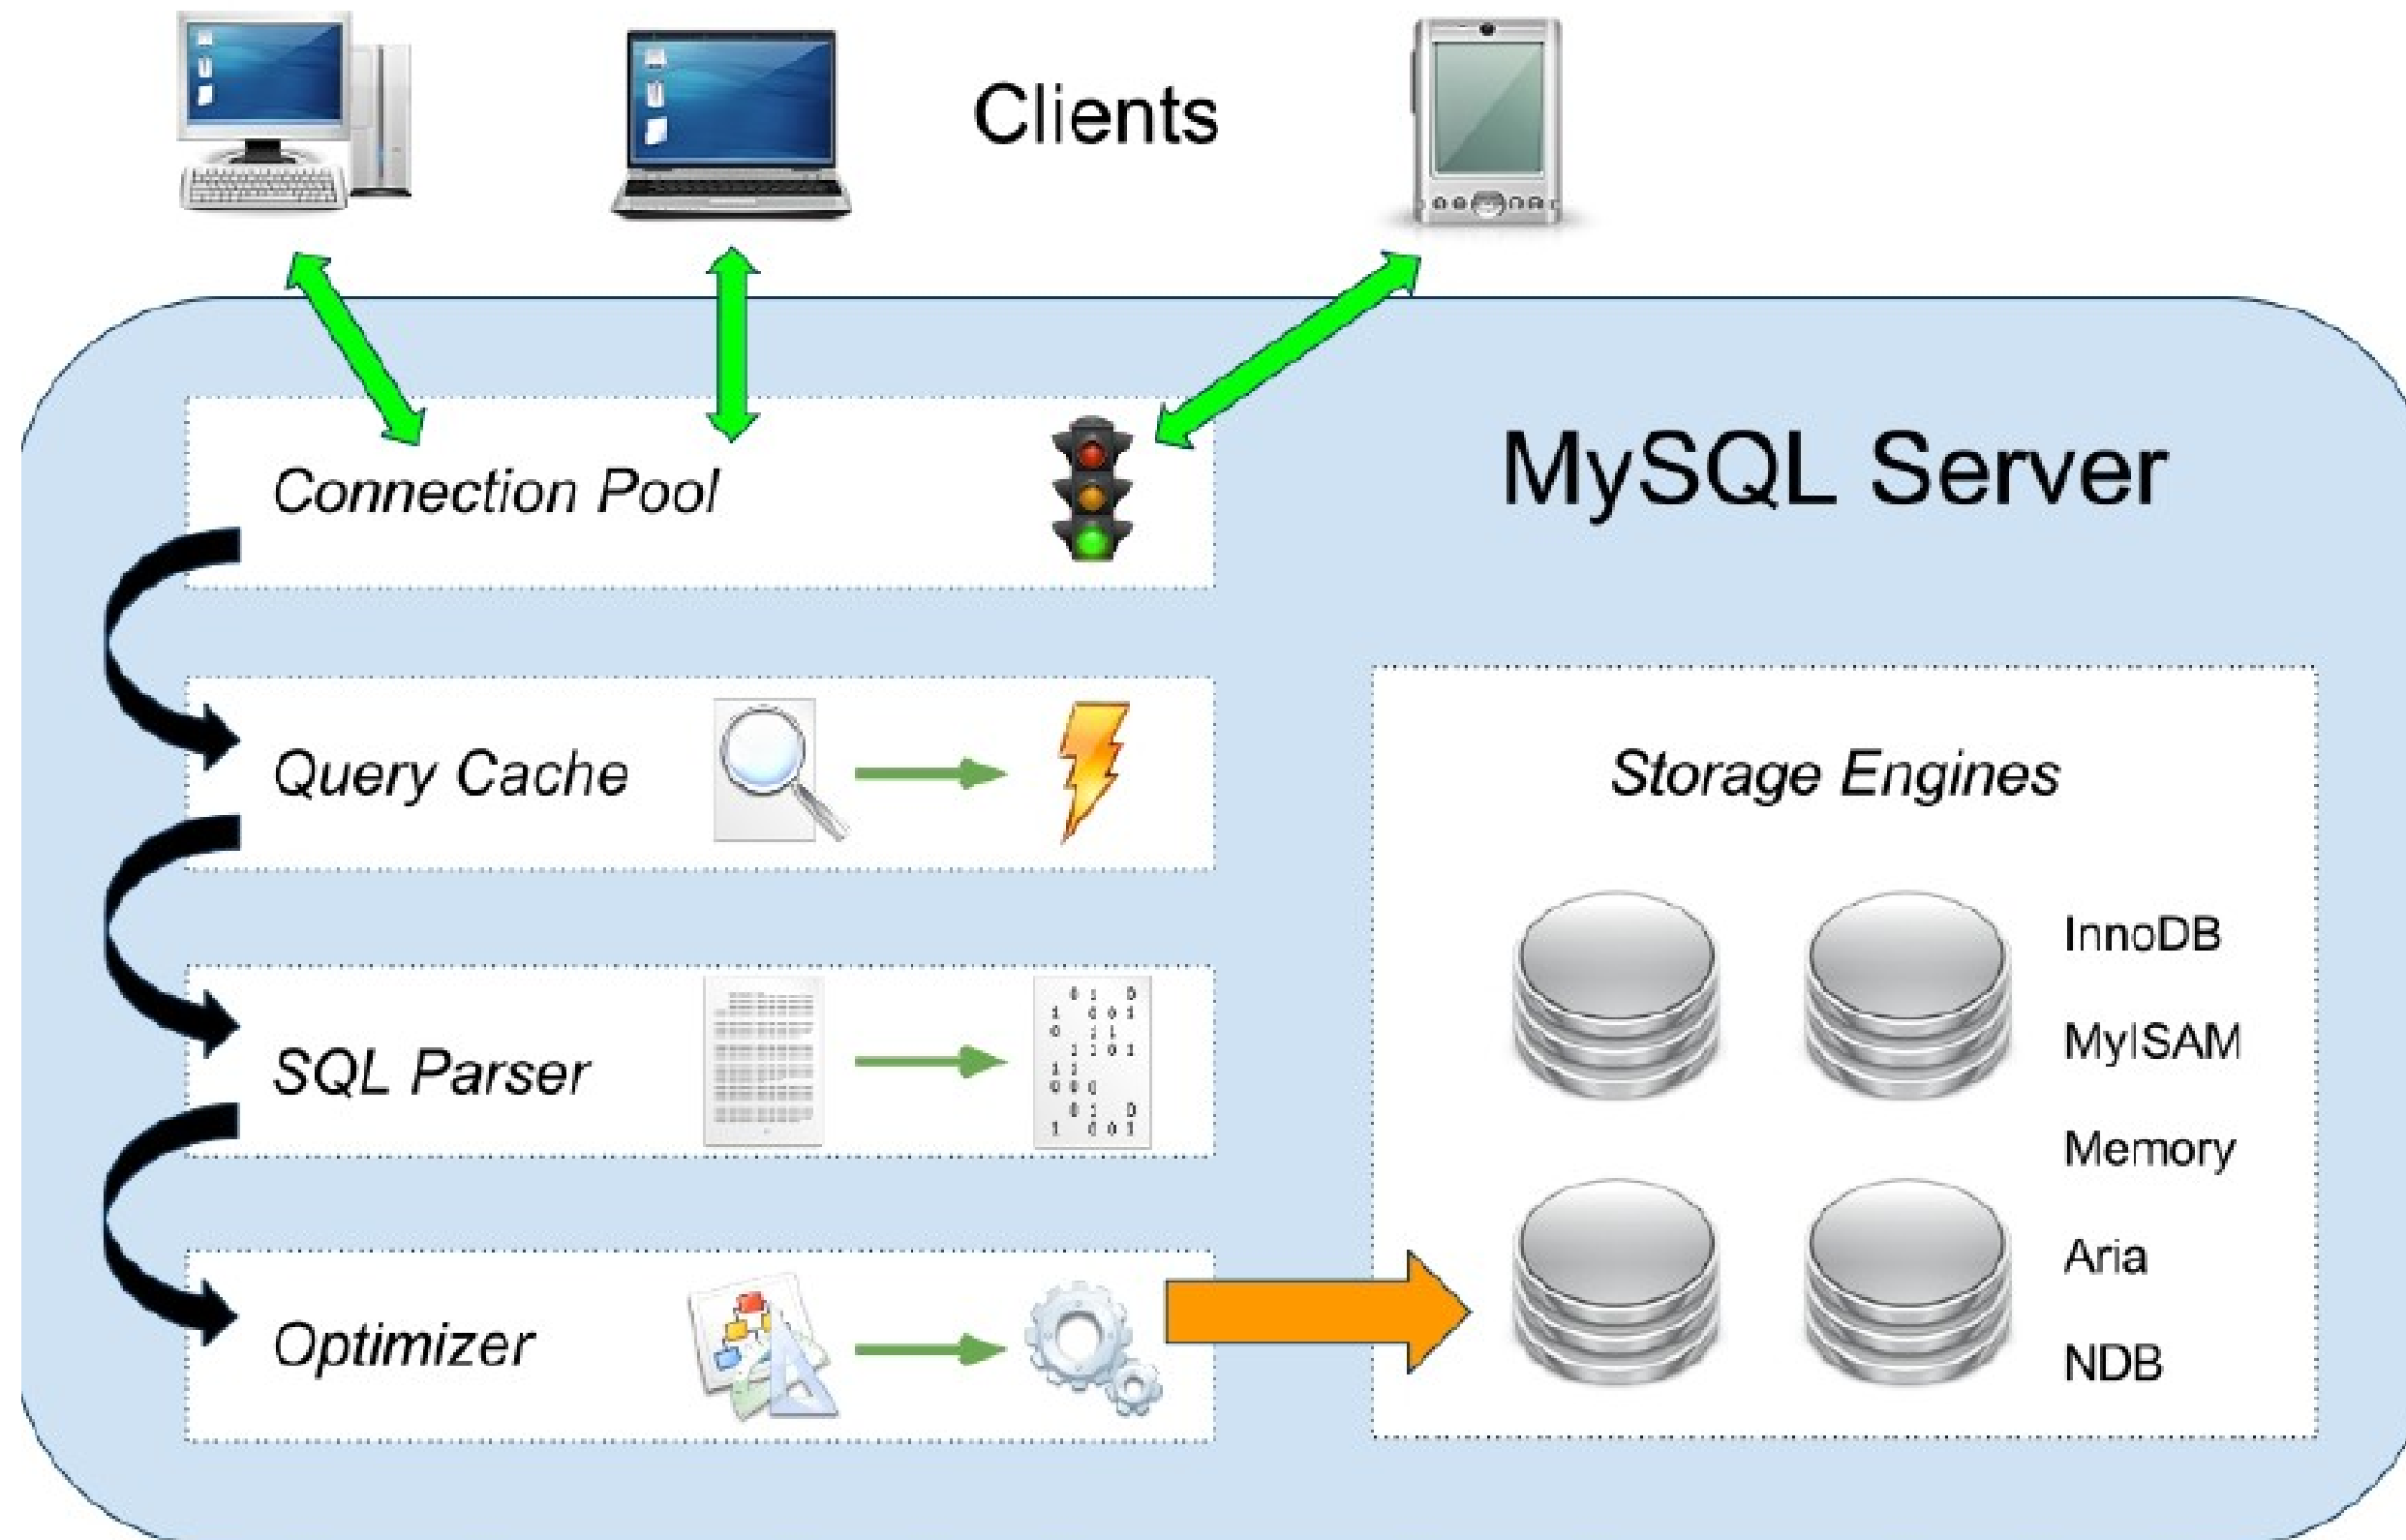 Clients
MySQL Server
Connection Pool
Query Cache
SQL Parser
Optimizer
Storage Engines
InnoDB
MyISAM
Memory
Aria
NDB